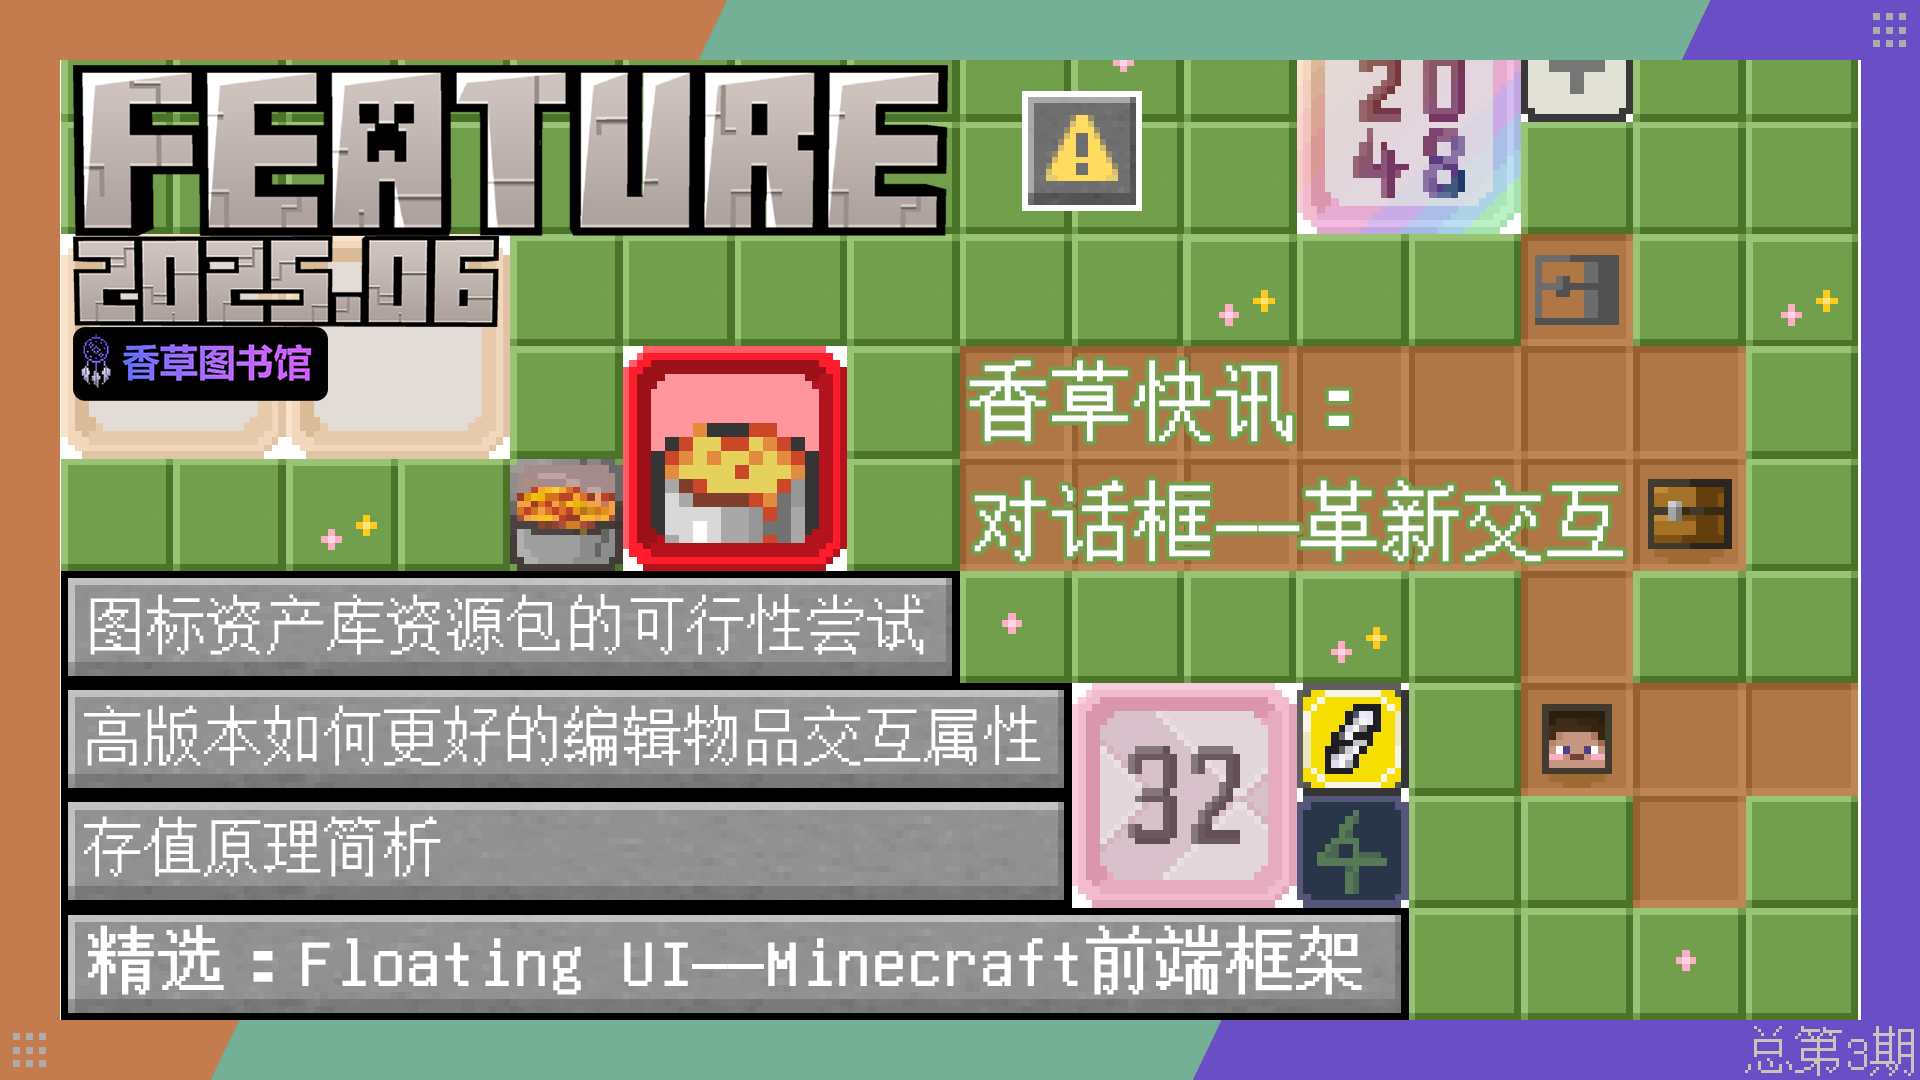 FEATURE
2025.06
香草图书馆
20
48
香草快讯：
对话框——革新交互
图标资产库资源包的可行性尝试
高版本如何更好的编辑物品交互属性
32
4
存值原理简析
精选：Floating UI——Minecraft前端框架
总第3期